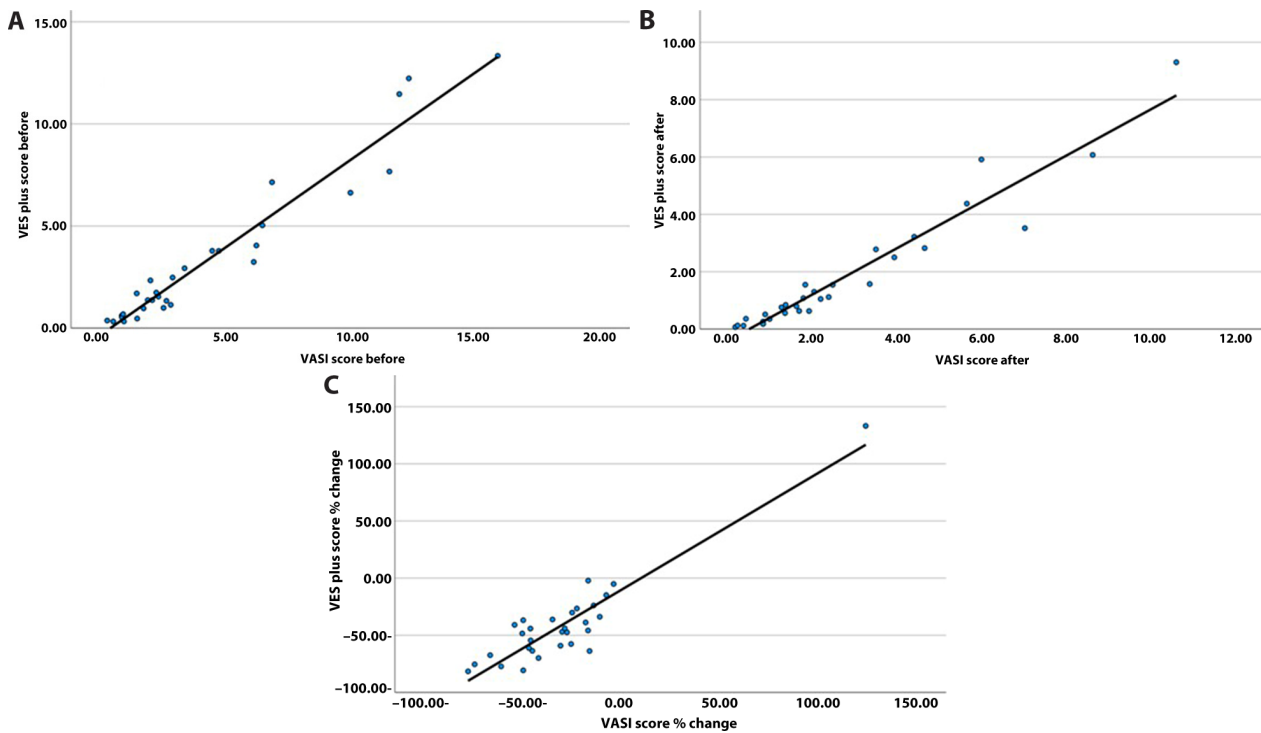 A
VES plus score before
15.00
10.00
5.00
0.00
0.00 5.00 10.00 15.00 20.00
VASI score before
B
VES plus score after
10.00
8.00
6.00
4.00
2.00
0.00
0.00 2.00 4.00 6.00 8.00 10.00 12.00
VASI score after
C
VES plus score % change
150.00
100.00
50.00
0.00
–50.00-
–100.00-
–100.00- –50.00- 0.00 50.00 100.00 150.00
VASI score % change